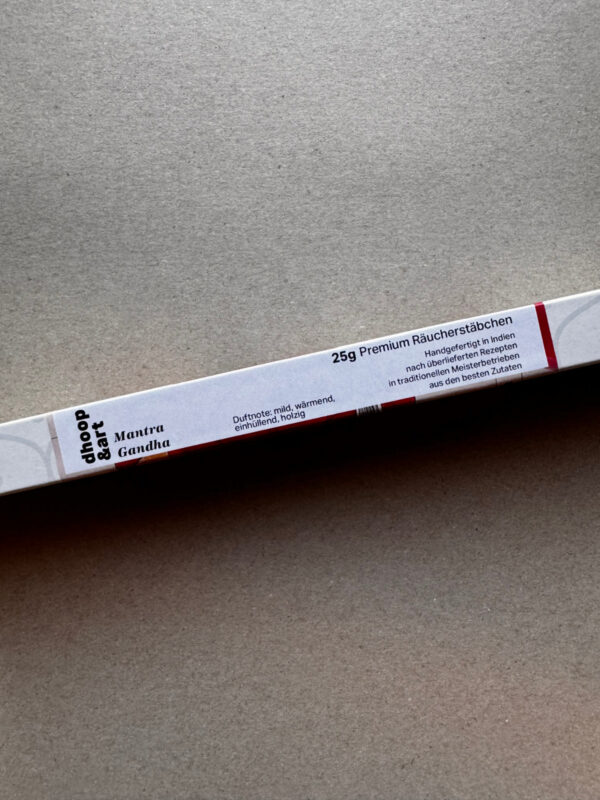 dhoop
&art
Mantra
Gandha
Duftnote: mild, wärmend,
einhüllend, holzig
25g Premium Räucherstäbchen
Handgefertigt in Indien
nach überlieferten Rezepten
in traditionellen Meisterbetrieben
aus den besten Zutaten